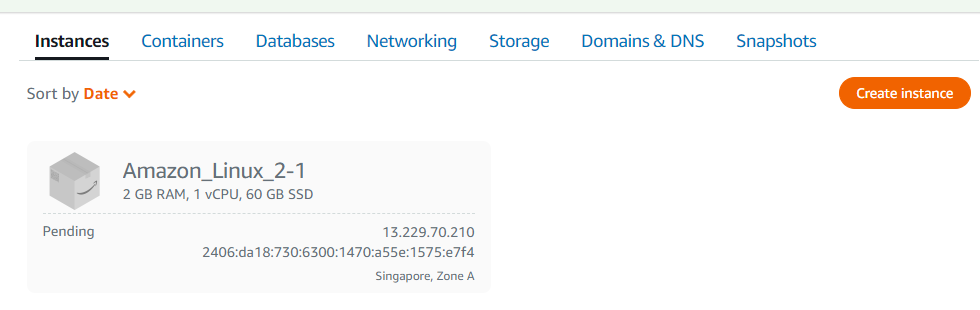 Instances Containers Databases Networking Storage Domains & DNS Snapshots
Sort by Date Create instance
Amazon_Linux_2-1
2 GB RAM, 1 vCPU, 60 GB SSD
Pending 13.229.70.210
2406:da18:730:6300:1470:a55e:1575:e7f4
Singapore, Zone A